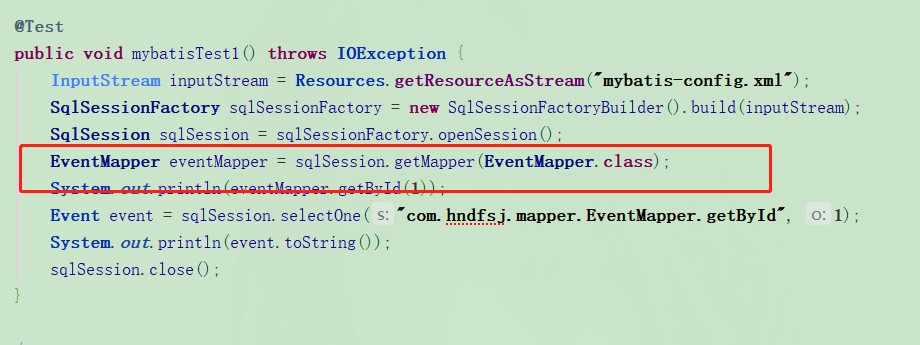 @Test
public void mybatisTest1() throws IOException {
InputStream inputStream = Resources.getResourceAsStream("mybatis-config.xml");
SqlSessionFactory sqlSessionFactory = new SqlSessionFactoryBuilder().build(inputStream);
SqlSession sqlSession = sqlSessionFactory.openSession();
EventMapper eventMapper = sqlSession.getMapper(EventMapper.class);
System.out.println(eventMapper.getById(1));
Event event = sqlSession.selectOne( s: "com.hndfsj.mapper.EventMapper.getById", o: 1);
System.out.println(event.toString());
sqlSession.close();
}